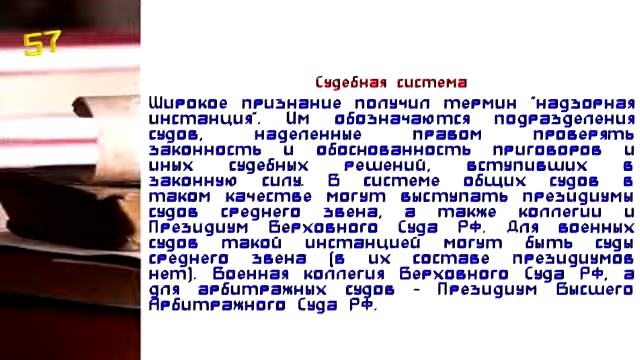 57
Судебная система
Широкое признание получил термин "надзорная
инстанция". Им обозначаются подразделения
судов, наделенные правом проверять
законность и обоснованность приговоров и
иных судебных решений, вступивших в
законную силу. В системе общих судов в
таком качестве могут выступать президиумы
судов среднего звена, а также коллегии и
Президиум Верховного Суда РФ. Для военных
судов такой инстанцией могут быть суды
среднего звена (в их составе президиумов
нет). Военная коллегия Верховного Суда РФ, а
для арбитражных судов - Президиум Высшего
Арбитражного Суда РФ.